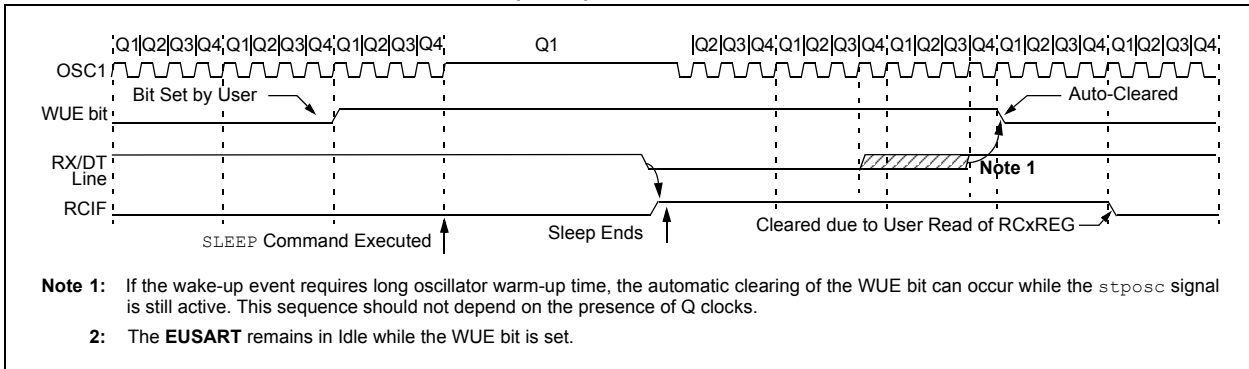 Q1|Q2|Q3|Q4 Q1|Q2|Q3|Q4 Q1|Q2|Q3|Q4 Q1 |Q2|Q3|Q4 Q1|Q2|Q3|Q4 Q1|Q2|Q3|Q4 Q1|Q2|Q3|Q4 Q1|Q2|Q3|Q4
OSC1
Bit Set by User
Auto-Cleared
WUE bit
RX/DT
Line
Note 1
RCIF
SLEEP Command Executed
Sleep Ends
Cleared due to User Read of RCxREG
Note 1: If the wake-up event requires long oscillator warm-up time, the automatic clearing of the WUE bit can occur while the stposc signal
is still active. This sequence should not depend on the presence of Q clocks.
2: The EUSART remains in Idle while the WUE bit is set.